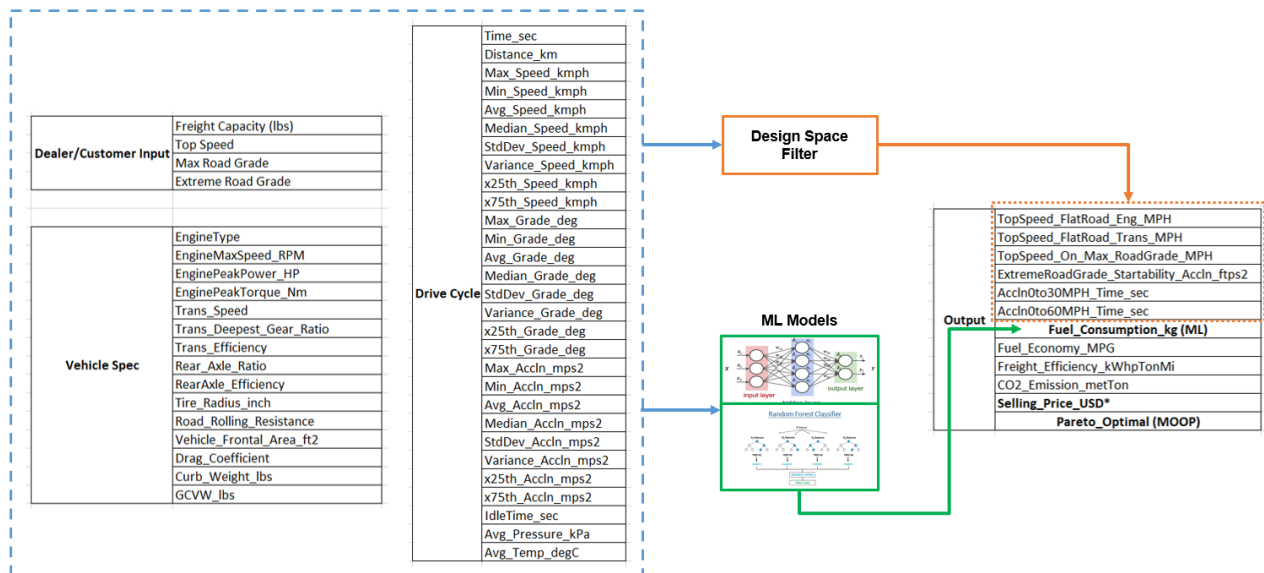 Dealer/Customer Input
Freight Capacity (lbs)
Top Speed
Max Road Grade
Extreme Road Grade
Vehicle Spec
EngineType
EngineMaxSpeed_RPM
EnginePeakPower_HP
EnginePeakTorque_Nm
Trans_Speed
Trans_Deepest_Gear_Ratio
Trans_Efficiency
Rear_Axle_Ratio
RearAxle_Efficiency
Tire_Radius_inch
Road_Rolling_Resistance
Vehicle_Frontal_Area_ft2
Drag_Coefficient
Curb_Weight_lbs
GCVW_lbs
Drive Cycle
Time_sec
Distance_km
Max_Speed_kmph
Min_Speed_kmph
Avg_Speed_kmph
Median_Speed_kmph
StdDev_Speed_kmph
Variance_Speed_kmph
x25th_Speed_kmph
x75th_Speed_kmph
Max_Grade_deg
Min_Grade_deg
Avg_Grade_deg
Median_Grade_deg
StdDev_Grade_deg
Variance_Grade_deg
x25th_Grade_deg
x75th_Grade_deg
Max_Accln_mps2
Min_Accln_mps2
Avg_Accln_mps2
Median_Accln_mps2
StdDev_Accln_mps2
Variance_Accln_mps2
x25th_Accln_mps2
x75th_Accln_mps2
IdleTime_sec
Avg_Pressure_kPa
Avg_Temp_degC
Design Space
Filter
ML Models
input layer
output layer
Random Forest Classifier
Output
TopSpeed_FlatRoad_Eng_MPH
TopSpeed_FlatRoad_Trans_MPH
TopSpeed_On_Max_RoadGrade_MPH
ExtremeRoadGrade_Startability_Accln_ftps2
Accln0to30MPH_Time_sec
Accln0to60MPH_Time_sec
Fuel_Consumption_kg (ML)
Fuel_Economy_MPG
Freight_Efficiency_kWhpTonMi
CO2_Emission_metTon
Selling_Price_USD*
Pareto_Optimal (MOOP)